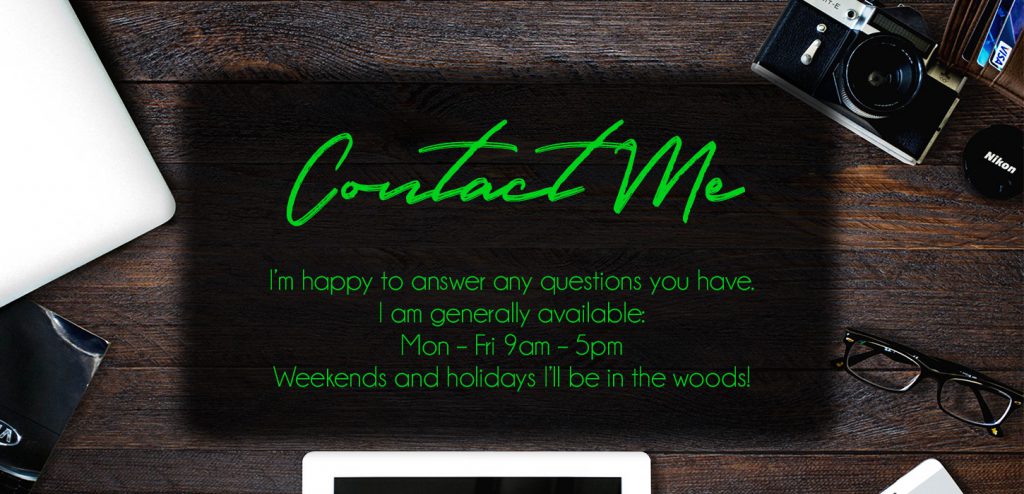 Contact Me
I'm happy to answer any questions you have.
I am generally available:
Mon – Fri 9am – 5pm
Weekends and holidays I'll be in the woods!
VISA
Nikon